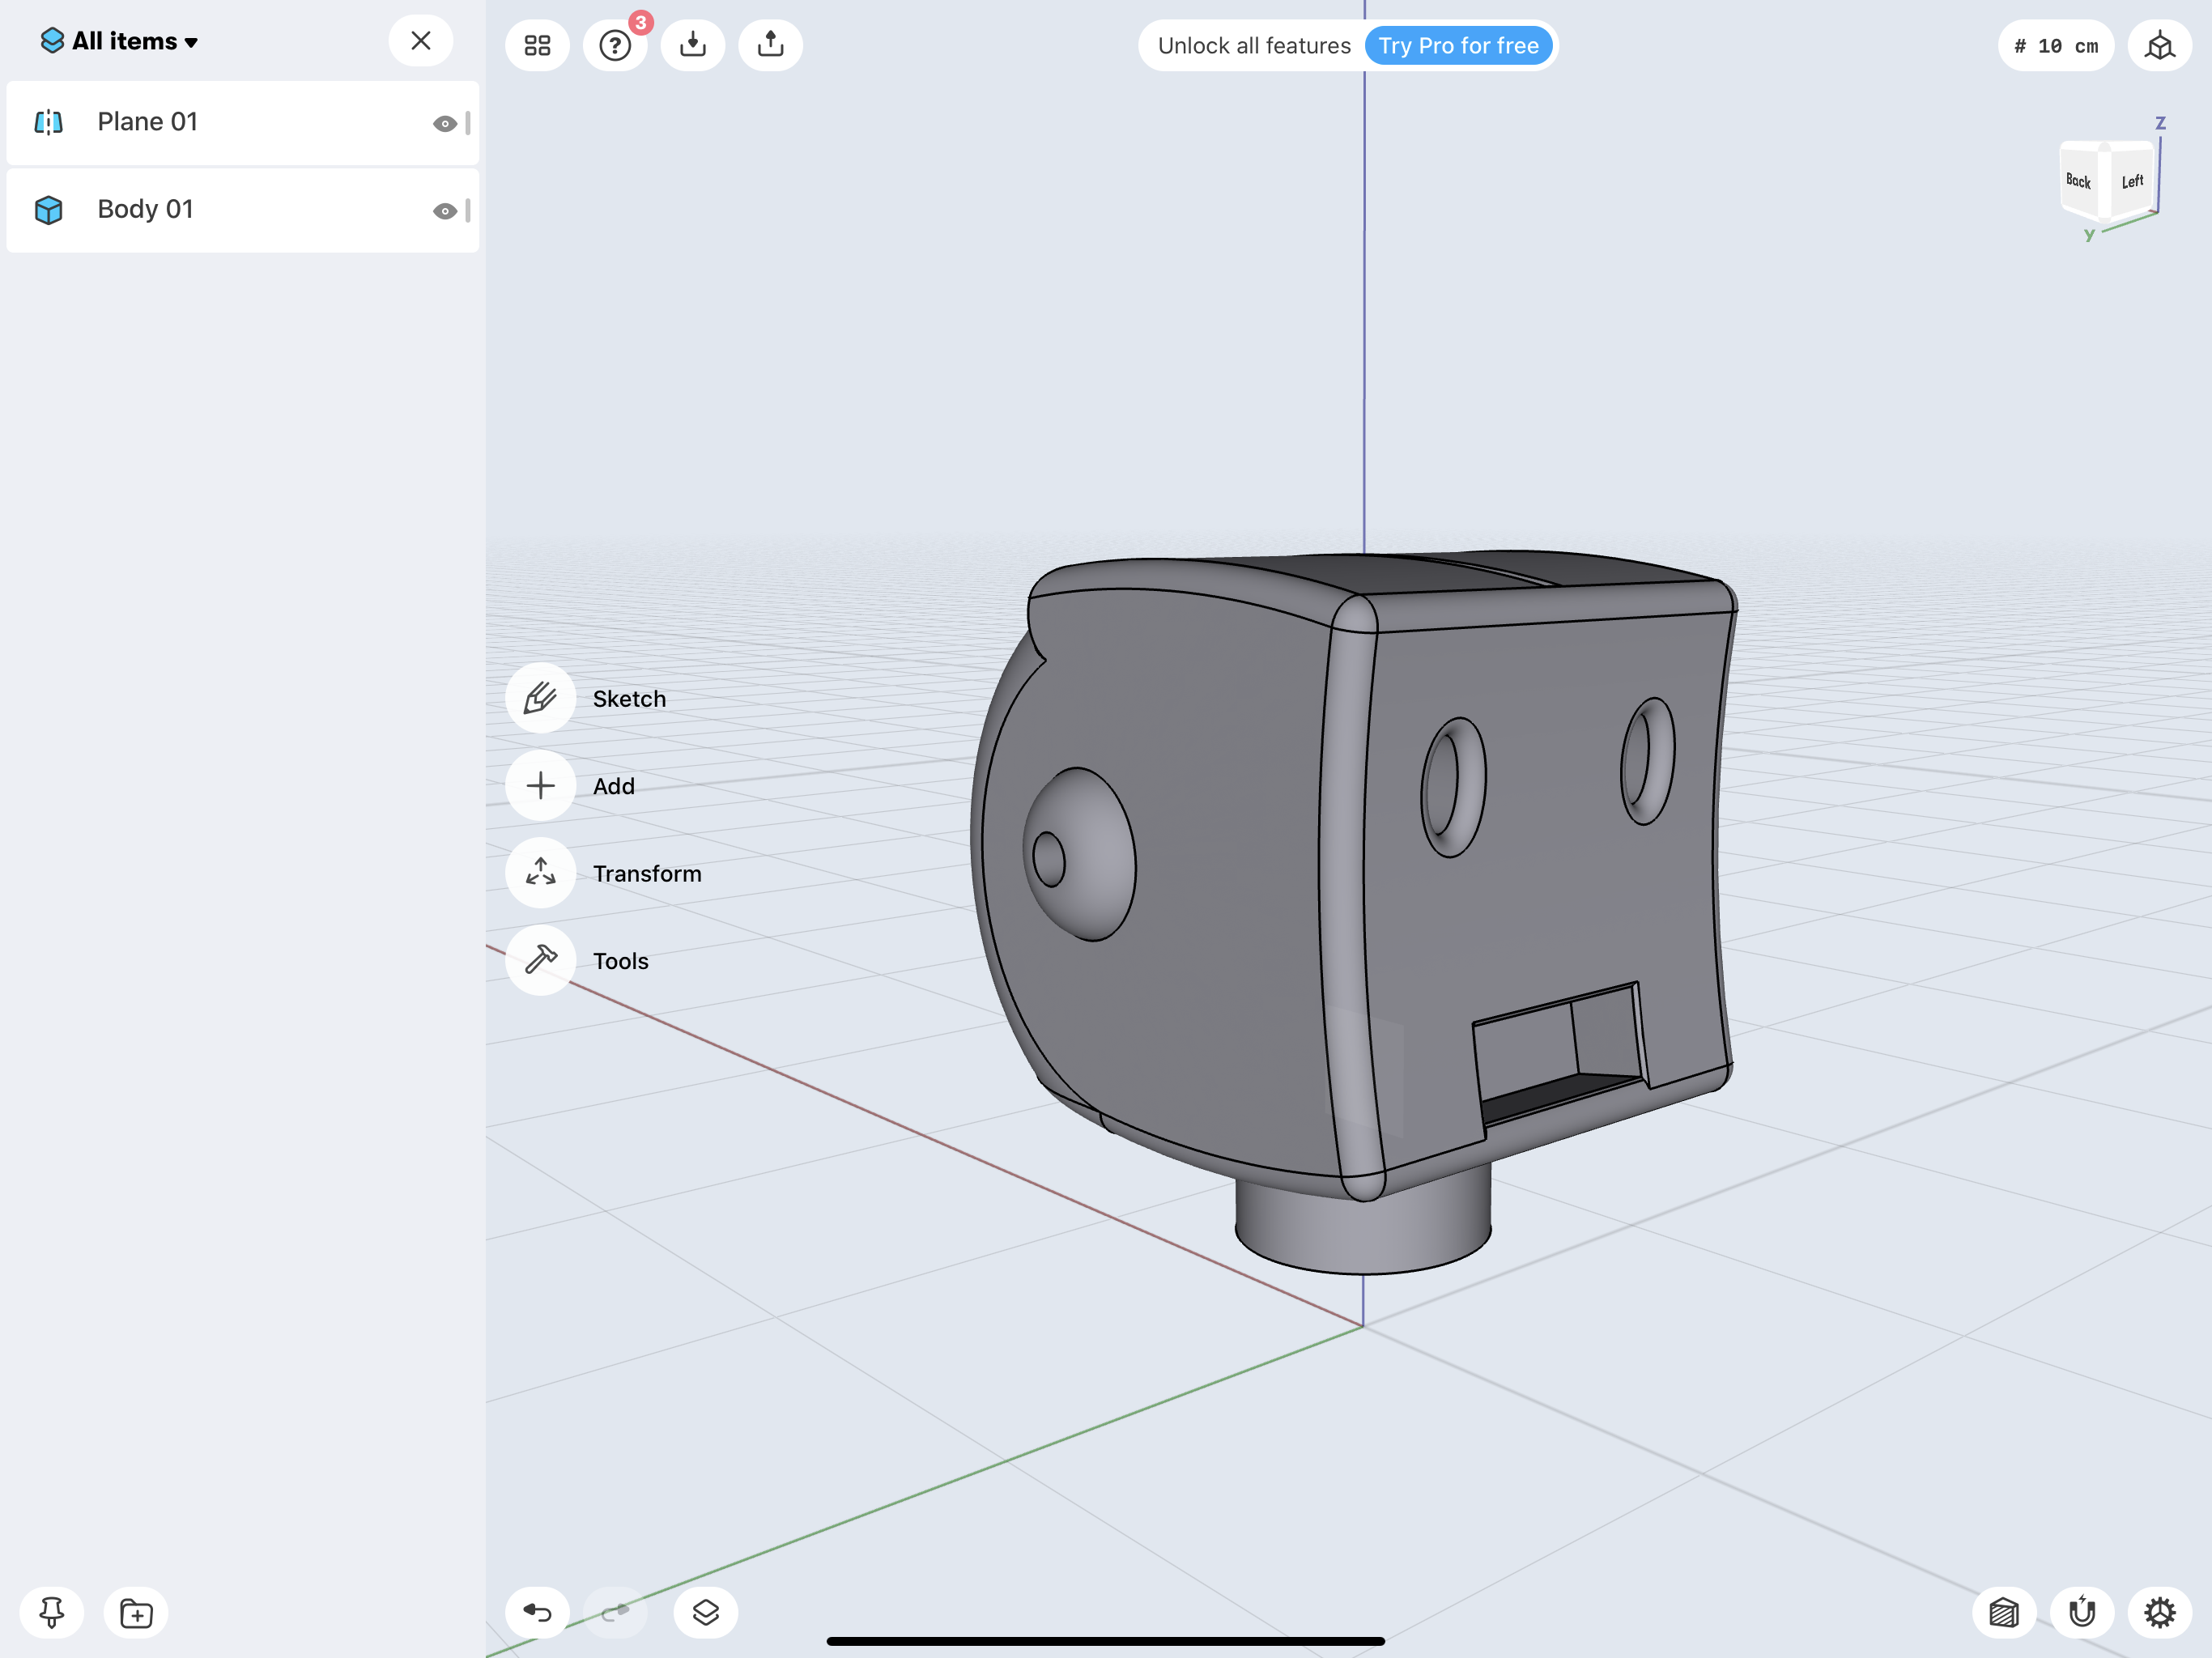 All items
3
Unlock all features Try Pro for free
# 10 cm
Plane 01
Body 01
Z
Back Left
Y
Sketch
Add
Transform
Tools